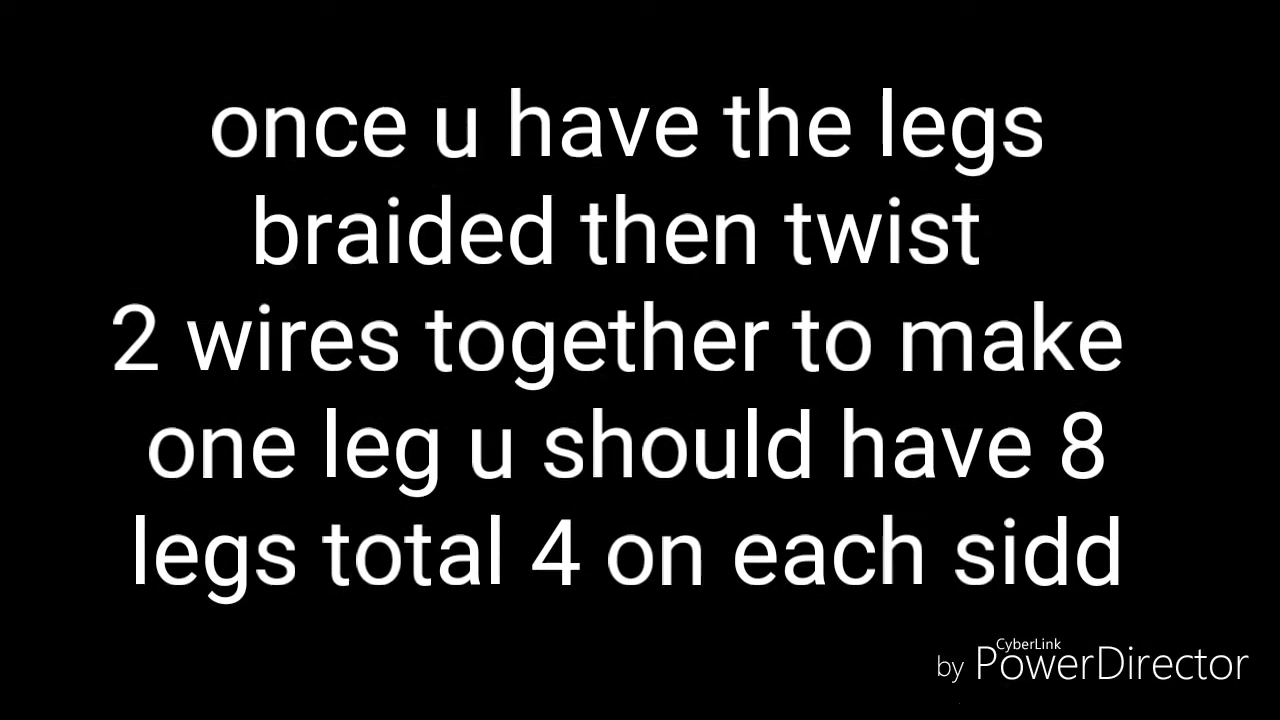 once u have the legs
braided then twist
2 wires together to make
one leg u should have 8
legs total 4 on each sidd
CyberLink
by PowerDirector